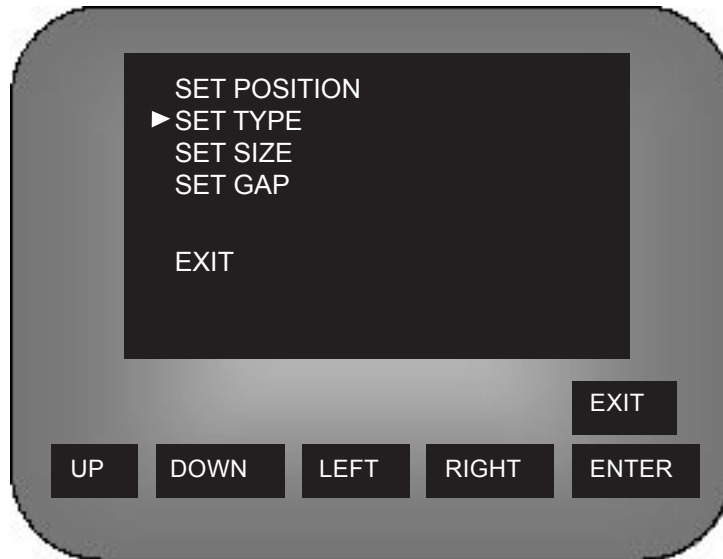 SET POSITION
SET TYPE
SET SIZE
SET GAP
EXIT
EXIT
UP DOWN LEFT RIGHT ENTER